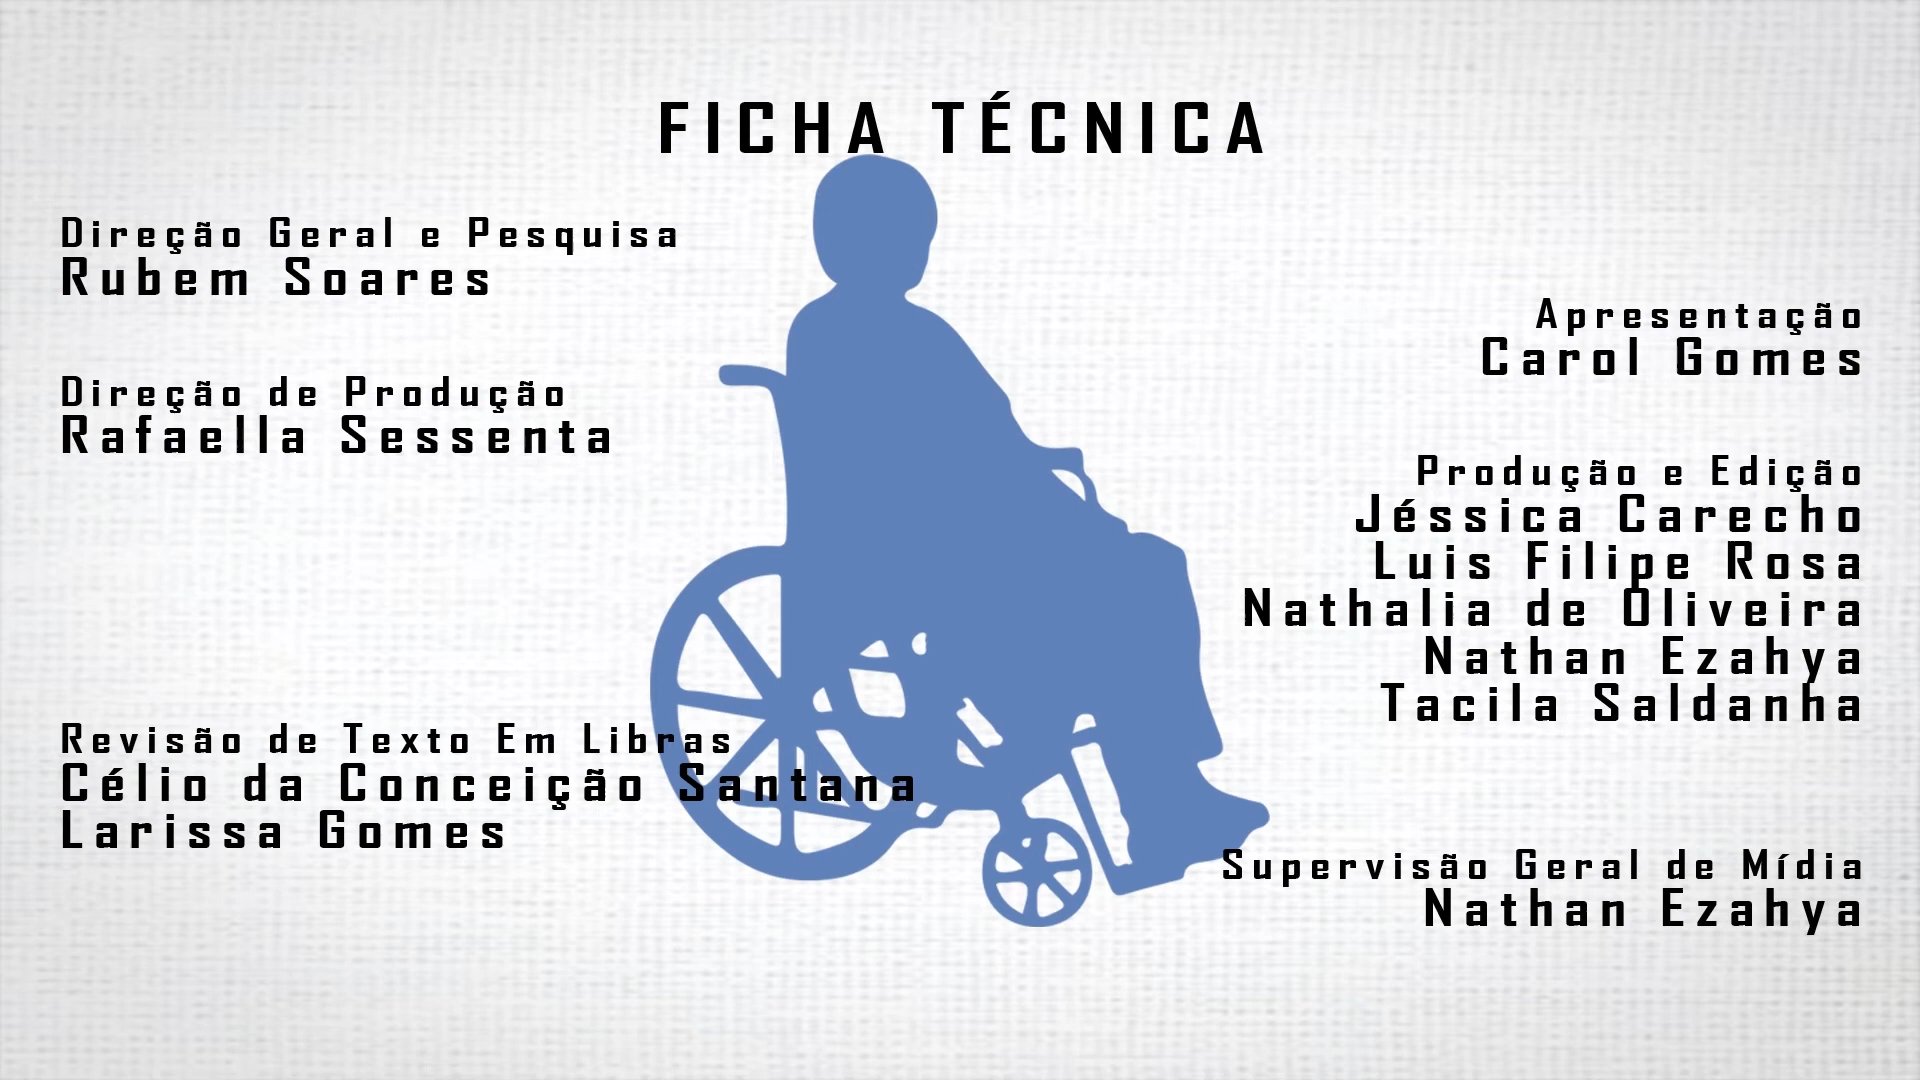 FICHA TÉCNICA
Direção Geral e Pesquisa
Rubem Soares
Direção de Produção
Rafaella Sessenta
Revisão de Texto Em Libras
Célio da Conceição Santana
Larissa Gomes
Apresentação
Carol Gomes
Produção e Edição
Jéssica Carecho
Luis Filipe Rosa
Nathalia de Oliveira
Nathan Ezahya
Tacila Saldanha
Supervisão Geral de Mídia
Nathan Ezahya